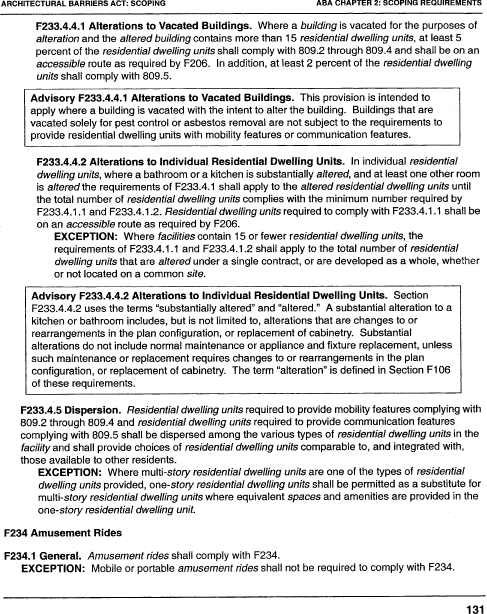 ARCHITECTURAL BARRIERS ACT: SCOPING
ABA CHAPTER 2: SCOPING REQUIREMENTS
F233.4.4.1 Alterations to Vacated Buildings. Where a building is vacated for the purposes of
alteration and the altered building contains more than 15 residential dwelling units, at least 5
percent of the residential dwelling units shall comply with 809.2 through 809.4 and shall be on an
accessible route as required by F206. In addition, at least 2 percent of the residential dwelling
units shall comply with 809.5.
Advisory F233.4.4.1 Alterations to Vacated Buildings. This provision is intended to
apply where a building is vacated with the intent to alter the building. Buildings that are
vacated solely for pest control or asbestos removal are not subject to the requirements to
provide residential dwelling units with mobility features or communication features.
F233.4.4.2 Alterations to Individual Residential Dwelling Units. In individual residential
dwelling units, where a bathroom or a kitchen is substantially altered, and at least one other room
is altered the requirements of F233.4.1 shall apply to the altered residential dwelling units until
the total number of residential dwelling units complies with the minimum number required by
F233.4.1.1 and F233.4.1.2. Residential dwelling units required to comply with F233.4.1.1 shall be
on an accessible route as required by F206.
EXCEPTION: Where facilities contain 15 or fewer residential dwelling units, the
requirements of F233.4.1.1 and F233.4.1.2 shall apply to the total number of residential
dwelling units that are altered under a single contract, or are developed as a whole, whether
or not located on a common site.
Advisory F233.4.4.2 Alterations to Individual Residential Dwelling Units. Section
F233.4.4.2 uses the terms “substantially altered” and “altered.” A substantial alteration to a
kitchen or bathroom includes, but is not limited to, alterations that are changes to or
rearrangements in the plan configuration, or replacement of cabinetry. Substantial
alterations do not include normal maintenance or appliance and fixture replacement, unless
such maintenance or replacement requires changes to or rearrangements in the plan
configuration, or replacement of cabinetry. The term “alteration” is defined in Section F106
of these requirements.
F233.4.5 Dispersion. Residential dwelling units required to provide mobility features complying with
809.2 through 809.4 and residential dwelling units required to provide communication features
complying with 809.5 shall be dispersed among the various types of residential dwelling units in the
facility and shall provide choices of residential dwelling units comparable to, and integrated with,
those available to other residents.
EXCEPTION: Where multi-story residential dwelling units are one of the types of residential
dwelling units provided, one-story residential dwelling units shall be permitted as a substitute for
multi-story residential dwelling units where equivalent spaces and amenities are provided in the
one-story residential dwelling unit.
F234 Amusement Rides
F234.1 General. Amusement rides shall comply with F234.
EXCEPTION: Mobile or portable amusement rides shall not be required to comply with F234.
131